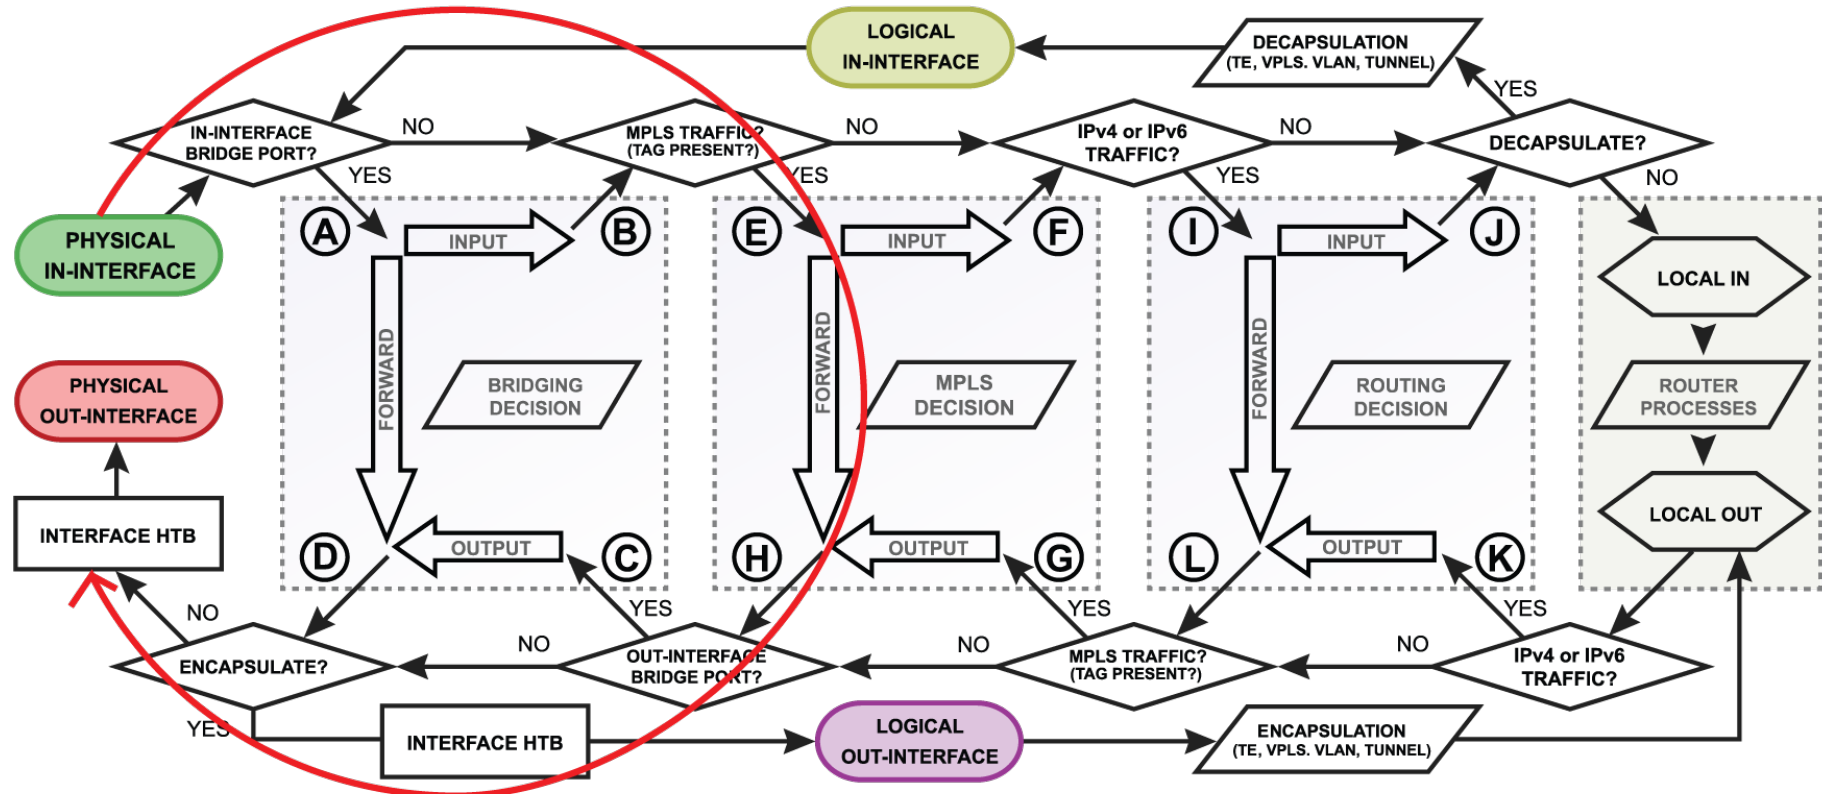 LOGICAL
IN-INTERFACE
DECAPSULATION
(TE, VPLS. VLAN, TUNNEL)
YES
IN-INTERFACE
BRIDGE PORT?
NO
MPLS TRAFFIC?
(TAG PRESENT?)
NO
IPv4 or IPv6
TRAFFIC?
NO
DECAPSULATE?
YES
YES
YES
NO
PHYSICAL
IN-INTERFACE
A
INPUT
B
E
INPUT
F
I
INPUT
J
LOCAL IN
FORWARD
BRIDGING
DECISION
FORWARD
MPLS
DECISION
FORWARD
ROUTING
DECISION
ROUTER
PROCESSES
PHYSICAL
OUT-INTERFACE
INTERFACE HTB
D
OUTPUT
C
H
OUTPUT
G
L
OUTPUT
K
LOCAL OUT
NO
YES
YES
YES
ENCAPSULATE?
NO
OUT-INTERFACE
BRIDGE PORT?
NO
MPLS TRAFFIC?
(TAG PRESENT?)
NO
IPv4 or IPv6
TRAFFIC?
YES
INTERFACE HTB
LOGICAL
OUT-INTERFACE
ENCAPSULATION
(TE, VPLS. VLAN, TUNNEL)